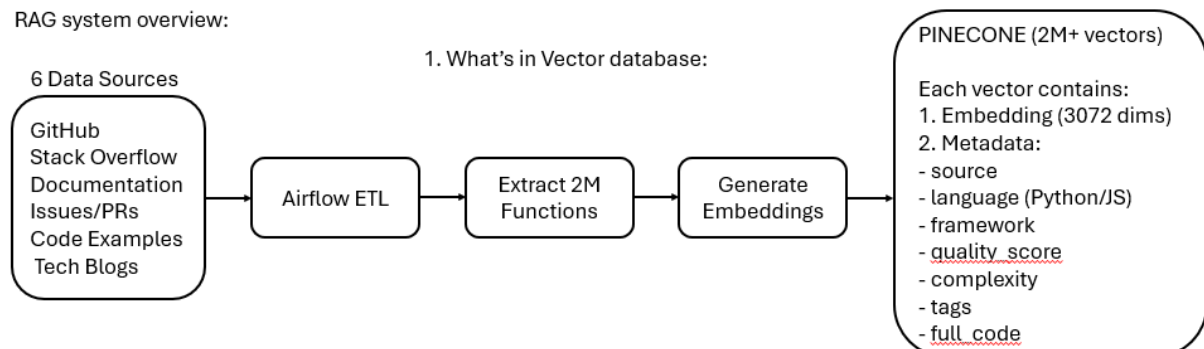 RAG system overview:
1. What's in Vector database:
6 Data Sources
GitHub
Stack Overflow
Documentation
Issues/PRs
Code Examples
Tech Blogs
Airflow ETL
Extract 2M
Functions
Generate
Embeddings
PINECONE (2M+ vectors)
Each vector contains:
1. Embedding (3072 dims)
2. Metadata:
- source
- language (Python/JS)
- framework
- quality_score
- complexity
- tags
- full_code